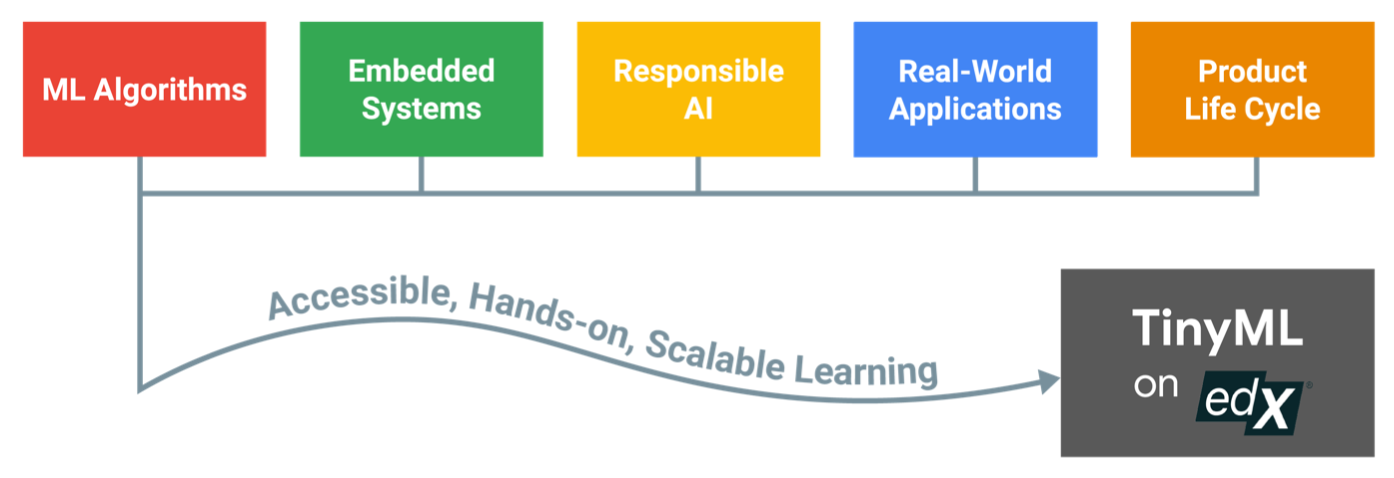 ML Algorithms
Embedded
Systems
Responsible
AI
Real-World
Applications
Product
Life Cycle
Accessible, Hands-on, Scalable Learning
TinyML
on edX®